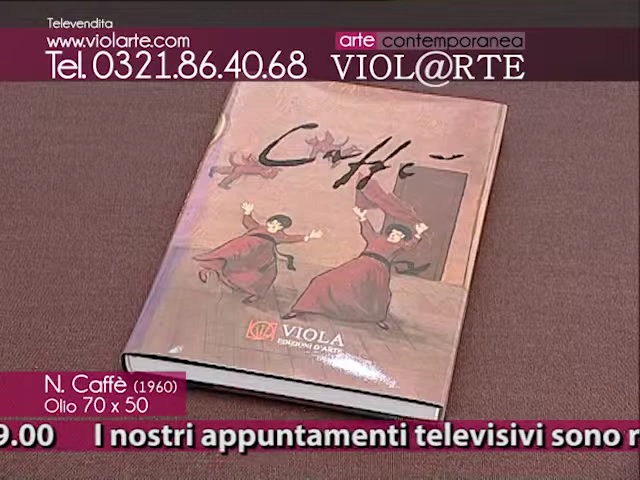 Televendita
www.violarte.com
Tel. 0321.86.40.68
arte contemporanea
VIOL@RTE
Caffè
VIOLA
EDIZIONI D'ARTE
N. Caffè (1960)
Olio 70 x 50
9.00 I nostri appuntamenti televisivi sono